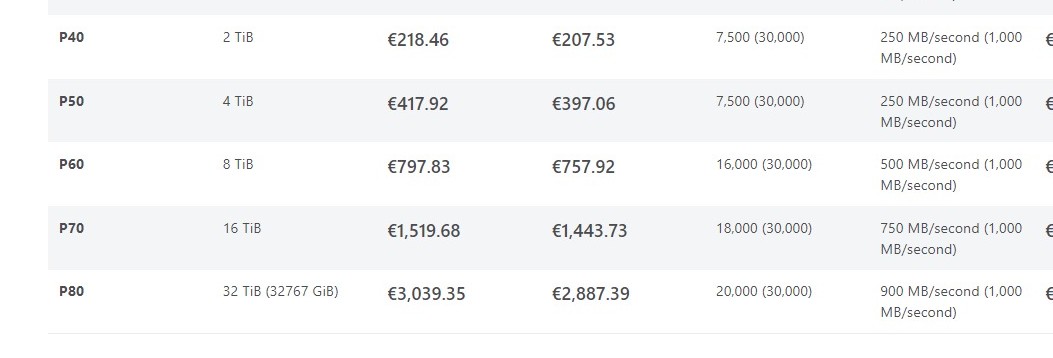 P40 2 TiB €218.46 €207.53 7,500 (30,000) 250 MB/second (1,000 €
MB/second)
P50 4 TiB €417.92 €397.06 7,500 (30,000) 250 MB/second (1,000 €
MB/second)
P60 8 TiB €797.83 €757.92 16,000 (30,000) 500 MB/second (1,000 €
MB/second)
P70 16 TiB €1,519.68 €1,443.73 18,000 (30,000) 750 MB/second (1,000 €
MB/second)
P80 32 TiB (32767 GiB) €3,039.35 €2,887.39 20,000 (30,000) 900 MB/second (1,000 €
MB/second)